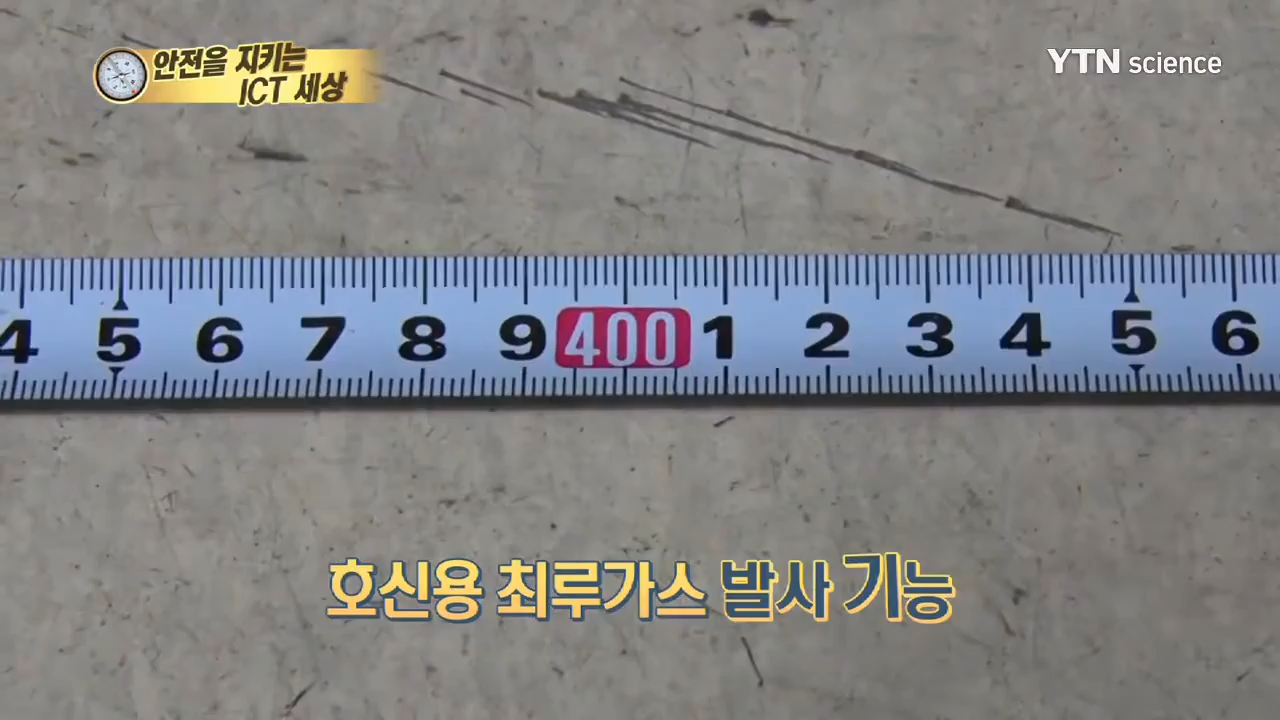 안전을 지키는
ICT 세상
YTN science
4 5 6 7 8 9 400 1 2 3 4 5 6
호신용 최루가스 발사 기능